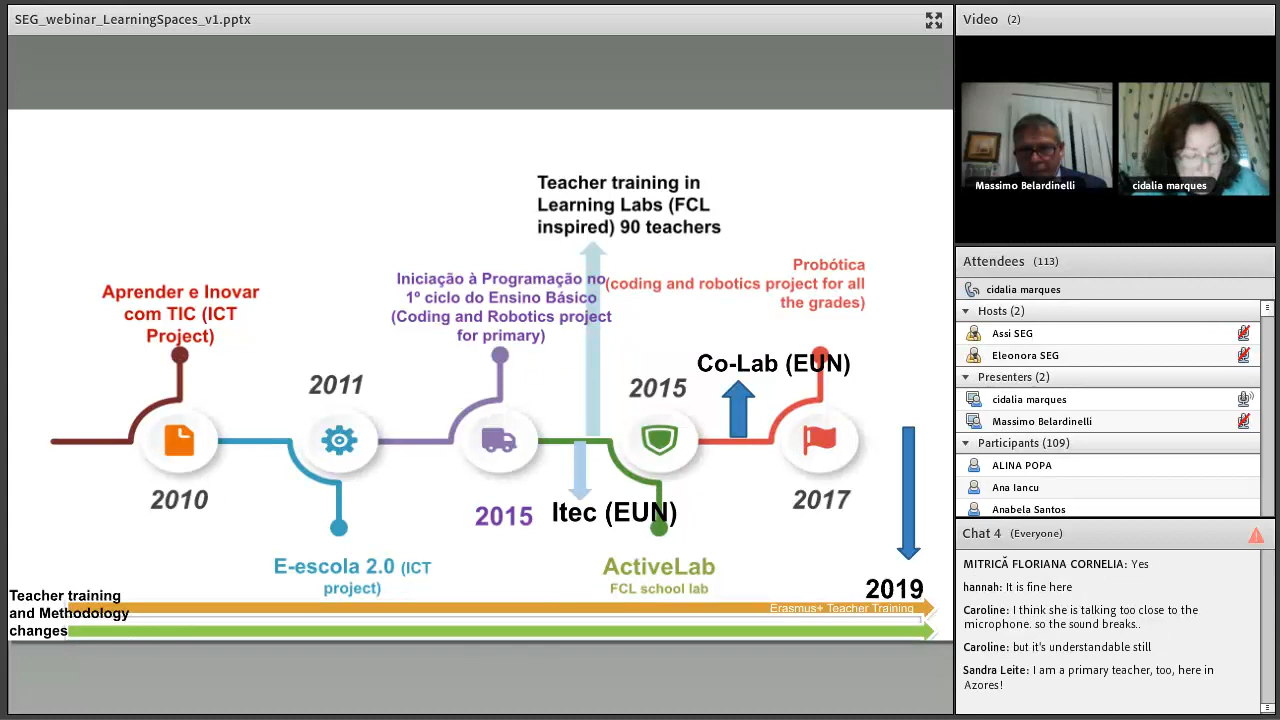 SEG_webinar_LearningSpaces_v1.pptx
Teacher training in
Learning Labs (FCL
inspired) 90 teachers
Aprender e Inovar
com TIC (ICT
Project)
Iniciação à Programação no
1º ciclo do Ensino Básico
(Coding and Robotics project
for primary)
Probótica
(coding and robotics project for all
the grades)
2011
2015
Co-Lab (EUN)
2010
2015
Itec (EUN)
2017
E-escola 2.0 (ICT
project)
ActiveLab
FCL school lab
2019
Teacher training
and Methodology
changes
Erasmus+ Teacher Training
Video (2)
Massimo Belardinelli
cidalia marques
Attendees (113)
cidalia marques
Hosts (2)
Assi SEG
Eleonora SEG
Presenters (2)
cidalia marques
Massimo Belardinelli
Participants (109)
ALINA POPA
Ana Iancu
Anabela Santos
Chat 4 (Everyone)
MITRICĂ FLORIANA CORNELIA: Yes
hannah: It is fine here
Caroline: I think she is talking too close to the
microphone. so the sound breaks..
Caroline: but it's understandable still
Sandra Leite: I am a primary teacher, too, here in
Azores!